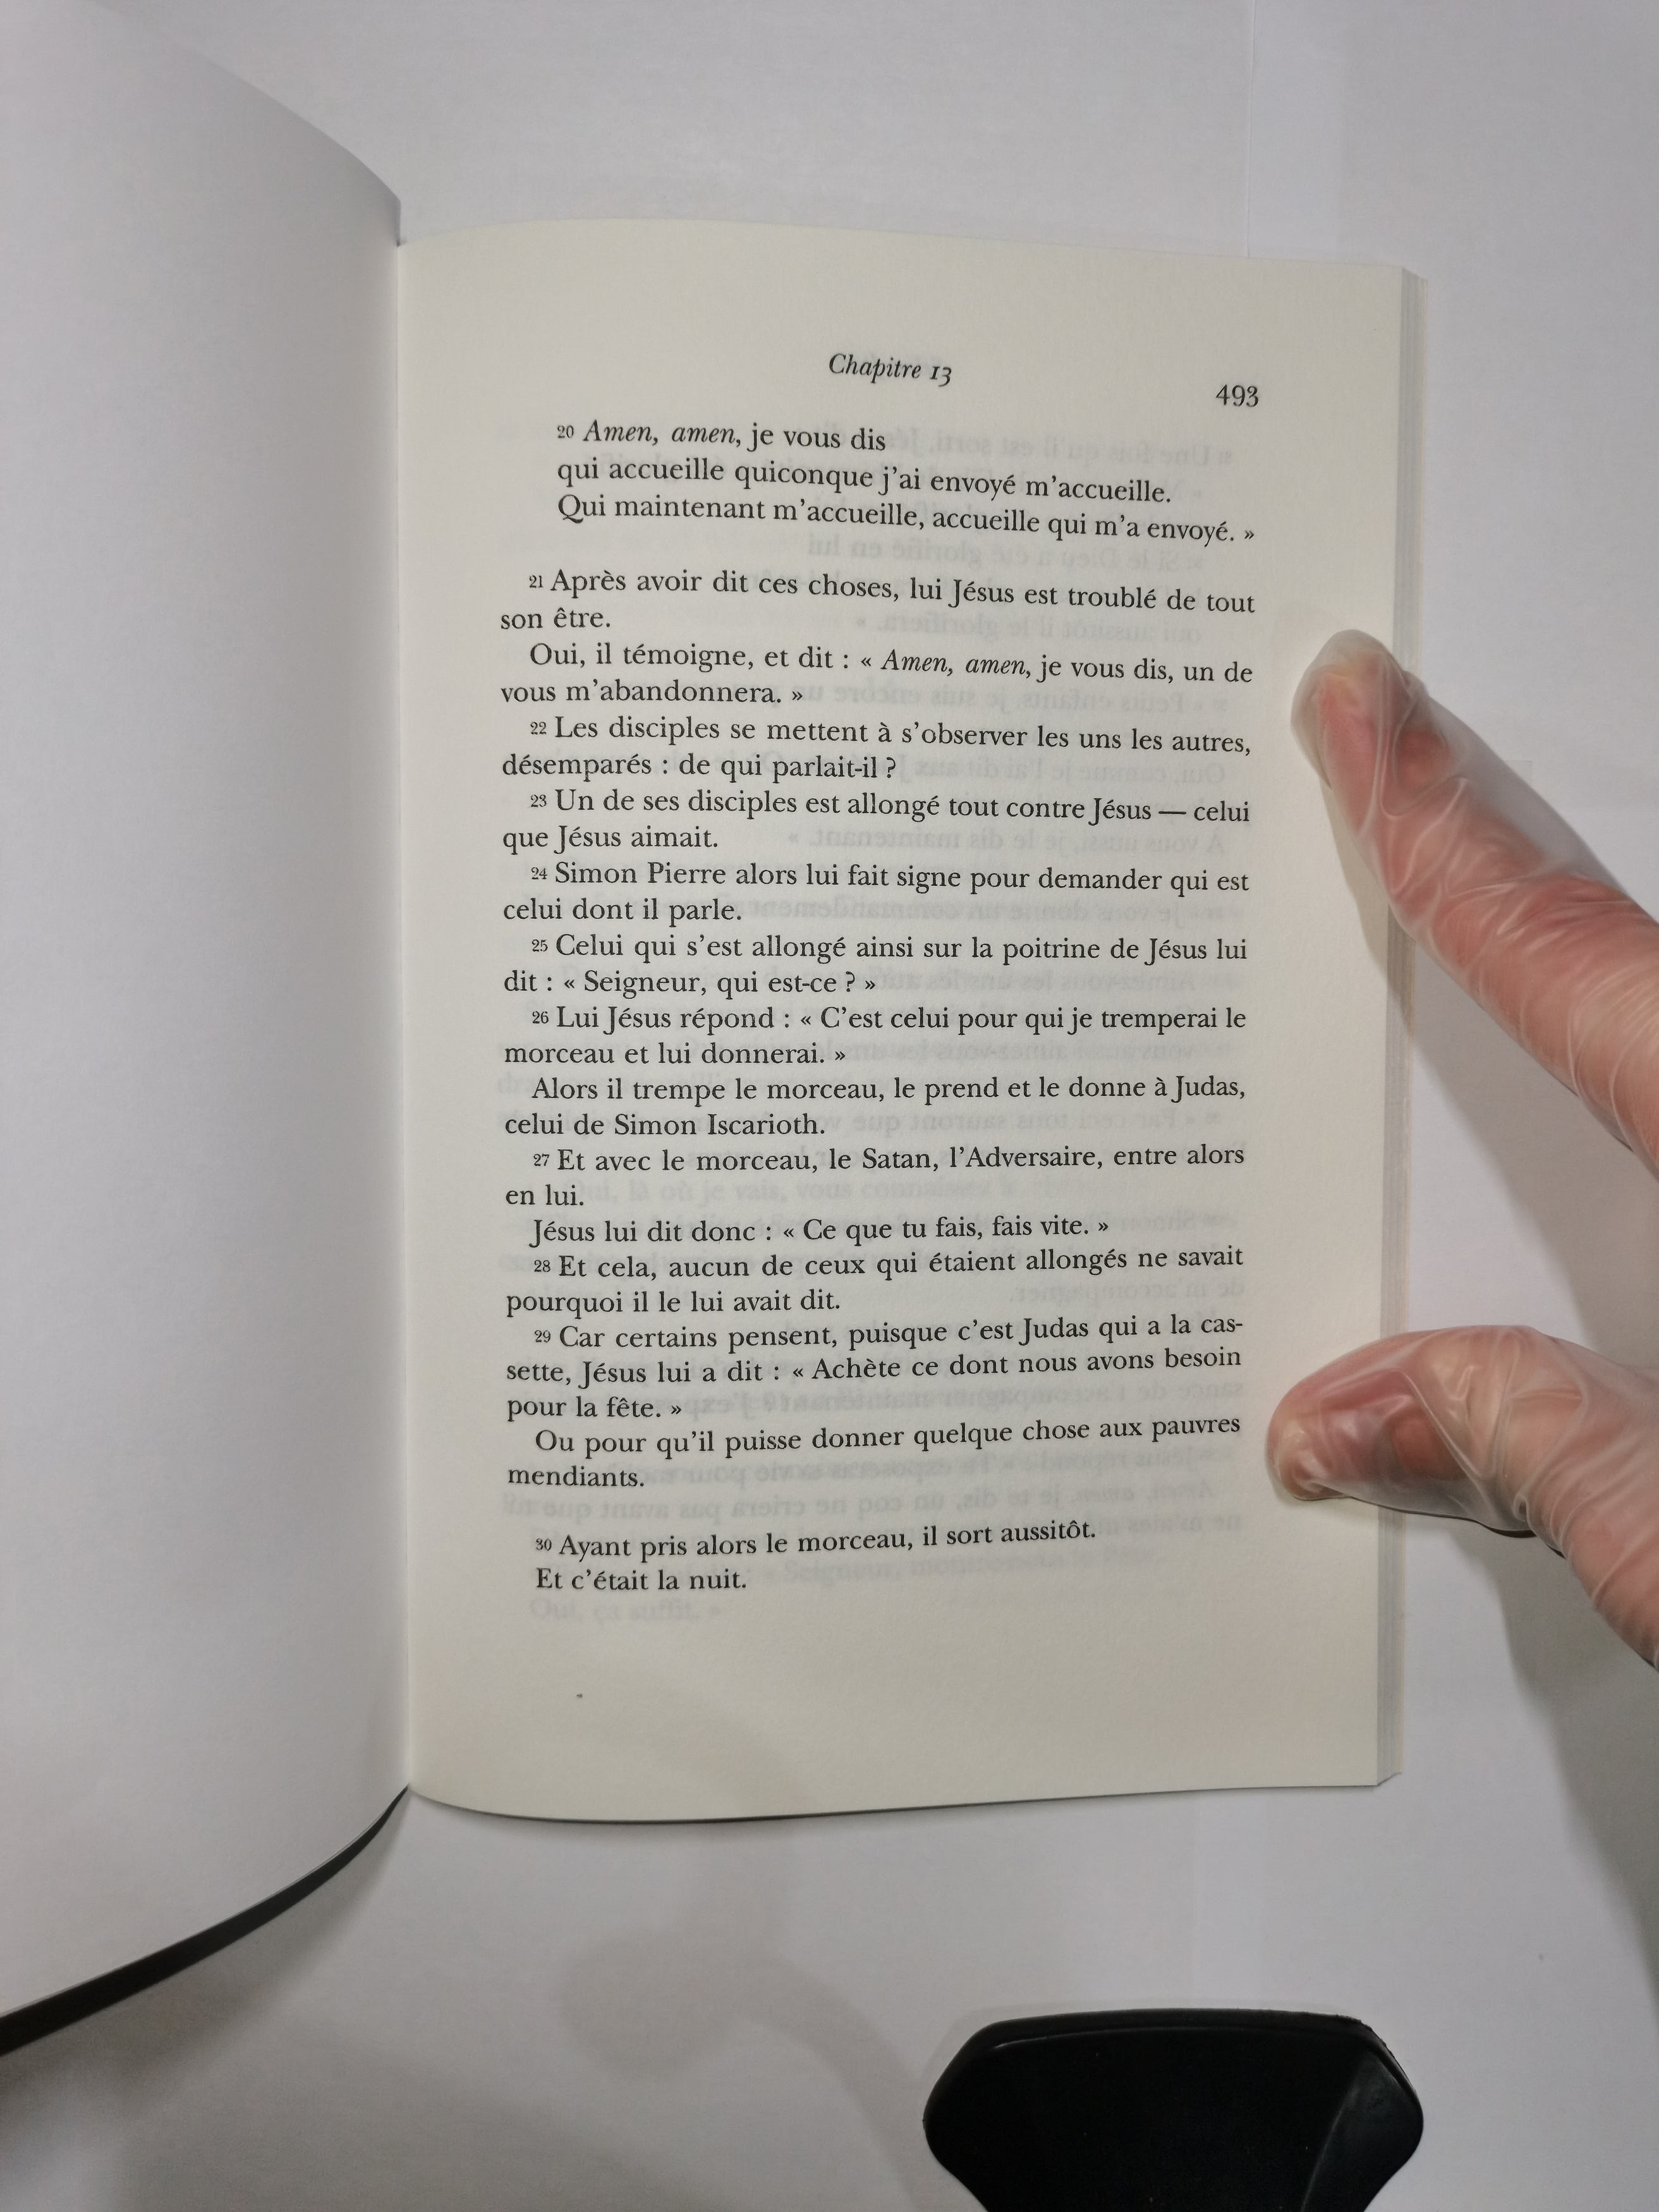 Chapitre 13
493
20 Amen, amen, je vous dis
qui accueille quiconque j'ai envoyé m'accueille.
Qui maintenant m'accueille, accueille qui m'a envoyé. »
21 Après avoir dit ces choses, lui Jésus est troublé de tout
son être.
Oui, il témoigne, et dit : « Amen, amen, je vous dis, un de
vous m'abandonnera. »
22 Les disciples se mettent à s'observer les uns les autres,
désemparés : de qui parlait-il ?
23 Un de ses disciples est allongé tout contre Jésus — celui
que Jésus aimait.
24 Simon Pierre alors lui fait signe pour demander qui est
celui dont il parle.
25 Celui qui s'est allongé ainsi sur la poitrine de Jésus lui
dit : « Seigneur, qui est-ce ? »
26 Lui Jésus répond : « C'est celui pour qui je tremperai le
morceau et lui donnerai. »
Alors il trempe le morceau, le prend et le donne à Judas,
celui de Simon Iscarioth.
27 Et avec le morceau, le Satan, l'Adversaire, entre alors
en lui.
Jésus lui dit donc : « Ce que tu fais, fais vite. »
28 Et cela, aucun de ceux qui étaient allongés ne savait
pourquoi il le lui avait dit.
29 Car certains pensent, puisque c'est Judas qui a la cas-
sette, Jésus lui a dit : « Achète ce dont nous avons besoin
pour la fête. »
Ou pour qu'il puisse donner quelque chose aux pauvres
mendiants.
30 Ayant pris alors le morceau, il sort aussitôt.
Et c'était la nuit.